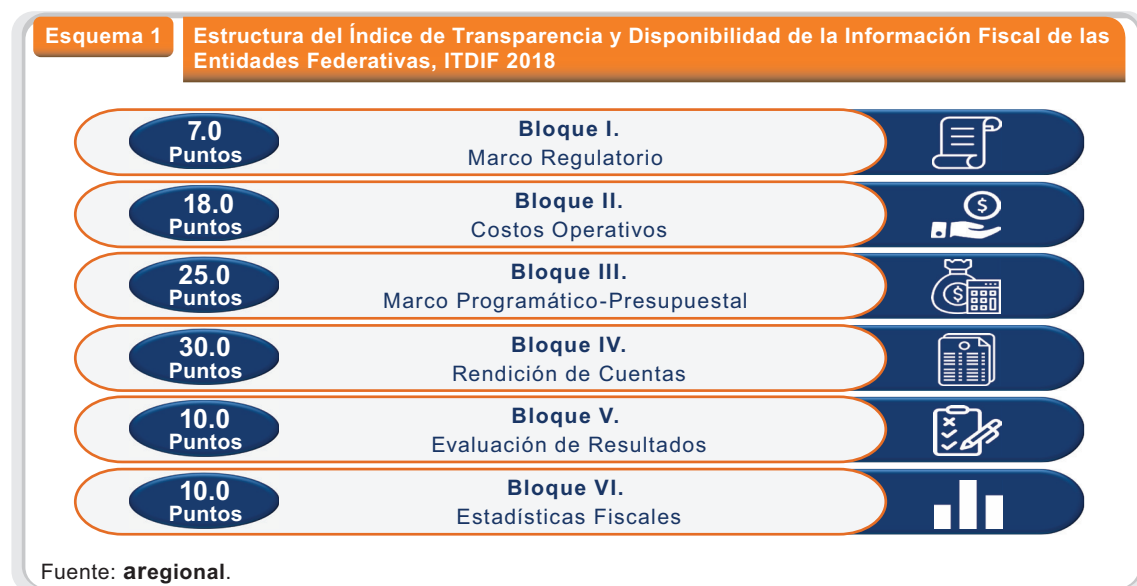 Esquema 1
Estructura del Índice de Transparencia y Disponibilidad de la Información Fiscal de las
Entidades Federativas, ITDIF 2018
7.0
Puntos
Bloque I.
Marco Regulatorio
18.0
Puntos
Bloque II.
Costos Operativos
$
25.0
Puntos
Bloque III.
Marco Programático-Presupuestal
$
30.0
Puntos
Bloque IV.
Rendición de Cuentas
10.0
Puntos
Bloque V.
Evaluación de Resultados
10.0
Puntos
Bloque VI.
Estadísticas Fiscales
Fuente: aregional.